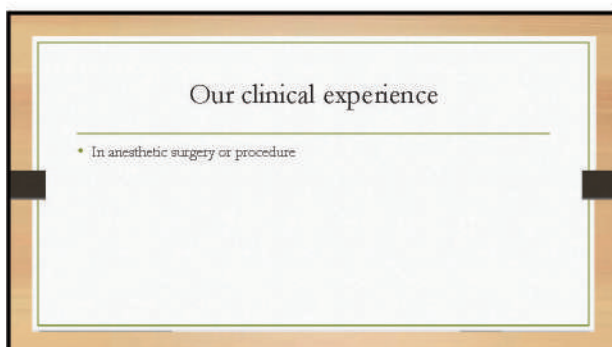 Our clinical experience
• In anesthetic surgery or procedure